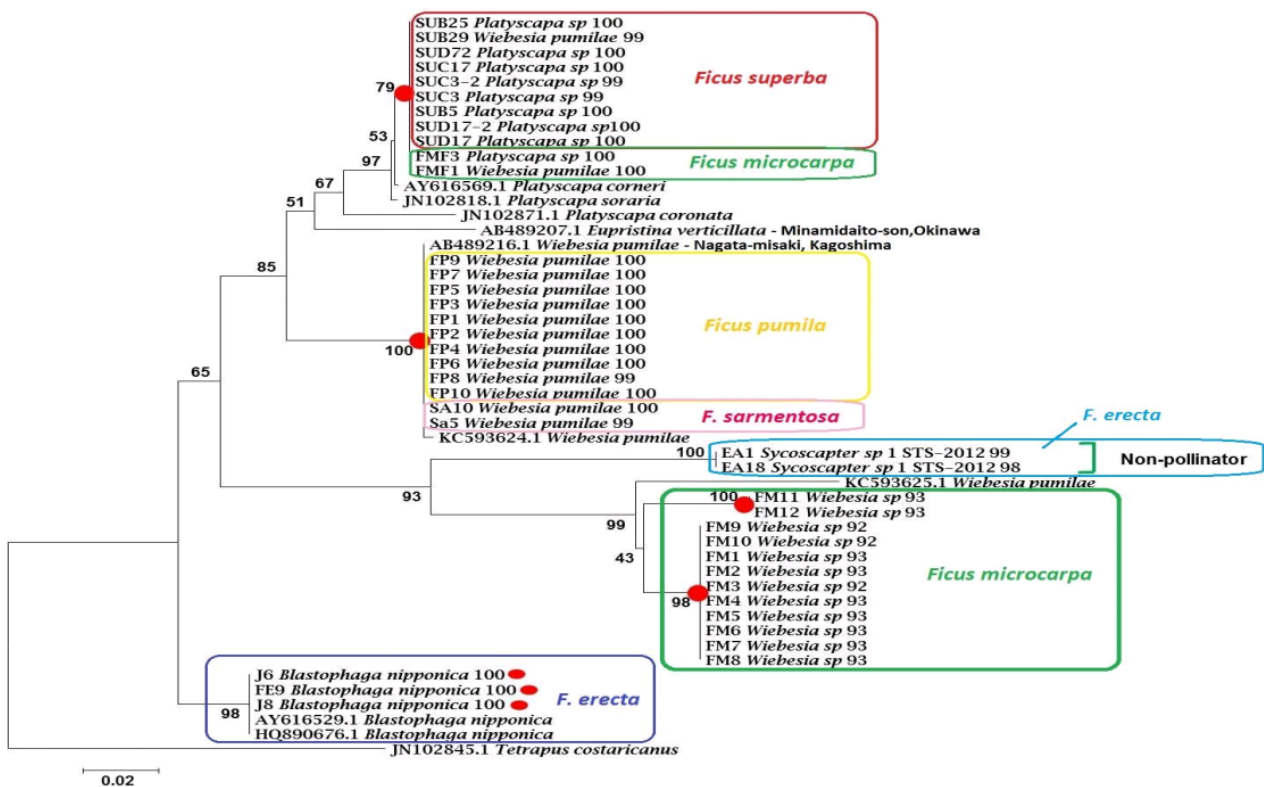 SUB25 Platyscapa sp 100
SUB29 Wiebesia pumilae 99
SUD72 Platyscapa sp 100
SUC17 Platyscapa sp 100
SUC3-2 Platyscapa sp 99
SUC3 Platyscapa sp 99
SUB5 Platyscapa sp 100
SUD17-2 Platyscapa sp100
SUD17 Platyscapa sp 100
Ficus superba
79
FMF3 Platyscapa sp 100
FMF1 Wiebesia pumilae 100
Ficus microcarpa
53
97
AY616569.1 Platyscapa corneri
JN102818.1 Platyscapa soraria
67
JN102871.1 Platyscapa coronata
51
AB489207.1 Eupristina verticillata - Minamidaito-son,Okinawa
85
AB489216.1 Wiebesia pumilae - Nagata-misaki, Kagoshima
FP9 Wiebesia pumilae 100
FP7 Wiebesia pumilae 100
FP5 Wiebesia pumilae 100
FP3 Wiebesia pumilae 100
FP1 Wiebesia pumilae 100
FP2 Wiebesia pumilae 100
FP4 Wiebesia pumilae 100
FP6 Wiebesia pumilae 100
FP8 Wiebesia pumilae 99
FP10 Wiebesia pumilae 100
Ficus pumila
100
65
SA10 Wiebesia pumilae 100
Sa5 Wiebesia pumilae 99
F. sarmentosa
KC593624.1 Wiebesia pumilae
F. erecta
100
EA1 Sycoscapter sp 1 STS-2012 99
EA18 Sycoscapter sp 1 STS-2012 98
Non-pollinator
93
KC593625.1 Wiebesia pumilae
99
100
FM11 Wiebesia sp 93
FM12 Wiebesia sp 93
43
FM9 Wiebesia sp 92
FM10 Wiebesia sp 92
FM1 Wiebesia sp 93
FM2 Wiebesia sp 93
FM3 Wiebesia sp 92
FM4 Wiebesia sp 93
FM5 Wiebesia sp 93
FM6 Wiebesia sp 93
FM7 Wiebesia sp 93
FM8 Wiebesia sp 93
98
Ficus microcarpa
J6 Blastophaga nipponica 100
FE9 Blastophaga nipponica 100
J8 Blastophaga nipponica 100
AY616529.1 Blastophaga nipponica
HQ890676.1 Blastophaga nipponica
98
F. erecta
JN102845.1 Tetrapus costaricanus
0.02